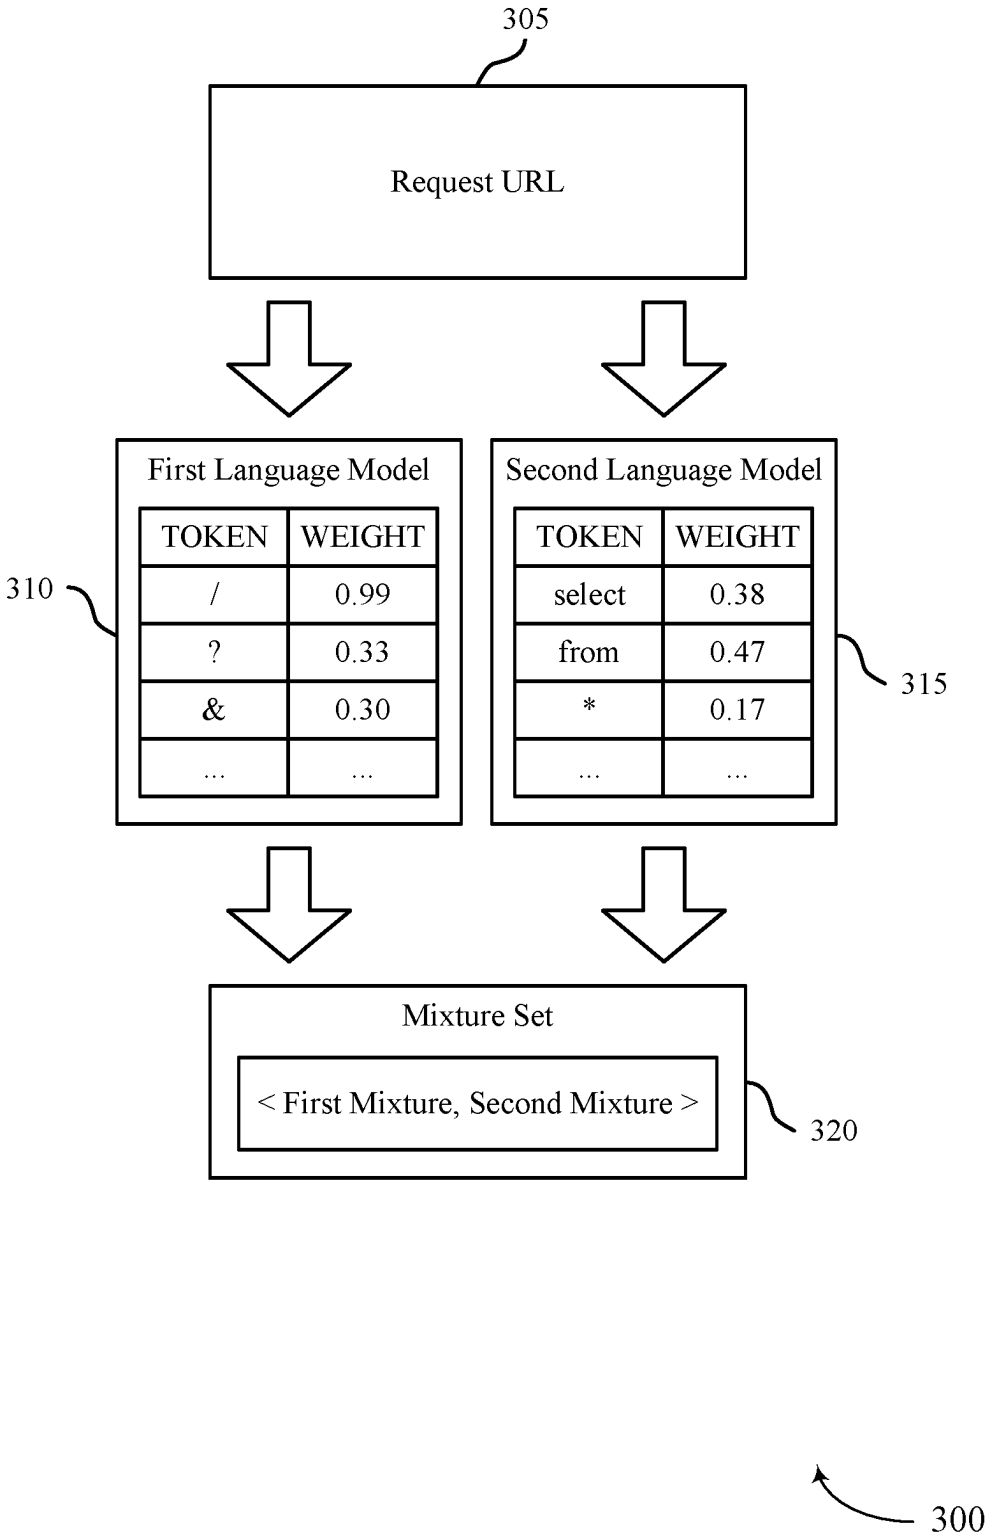 305
Request URL
First Language Model
Second Language Model
TOKEN WEIGHT
TOKEN WEIGHT
310
/ 0.99
select 0.38
? 0.33
from 0.47
315
& 0.30
* 0.17
... ...
... ...
Mixture Set
< First Mixture, Second Mixture >
320
300